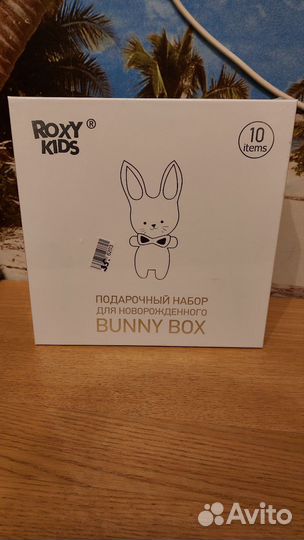 ROXY®
KIDS
10
items
ПОДАРОЧНЫЙ НАБОР
ДЛЯ НОВОРОЖДЕННОГО
BUNNY BOX
Avito